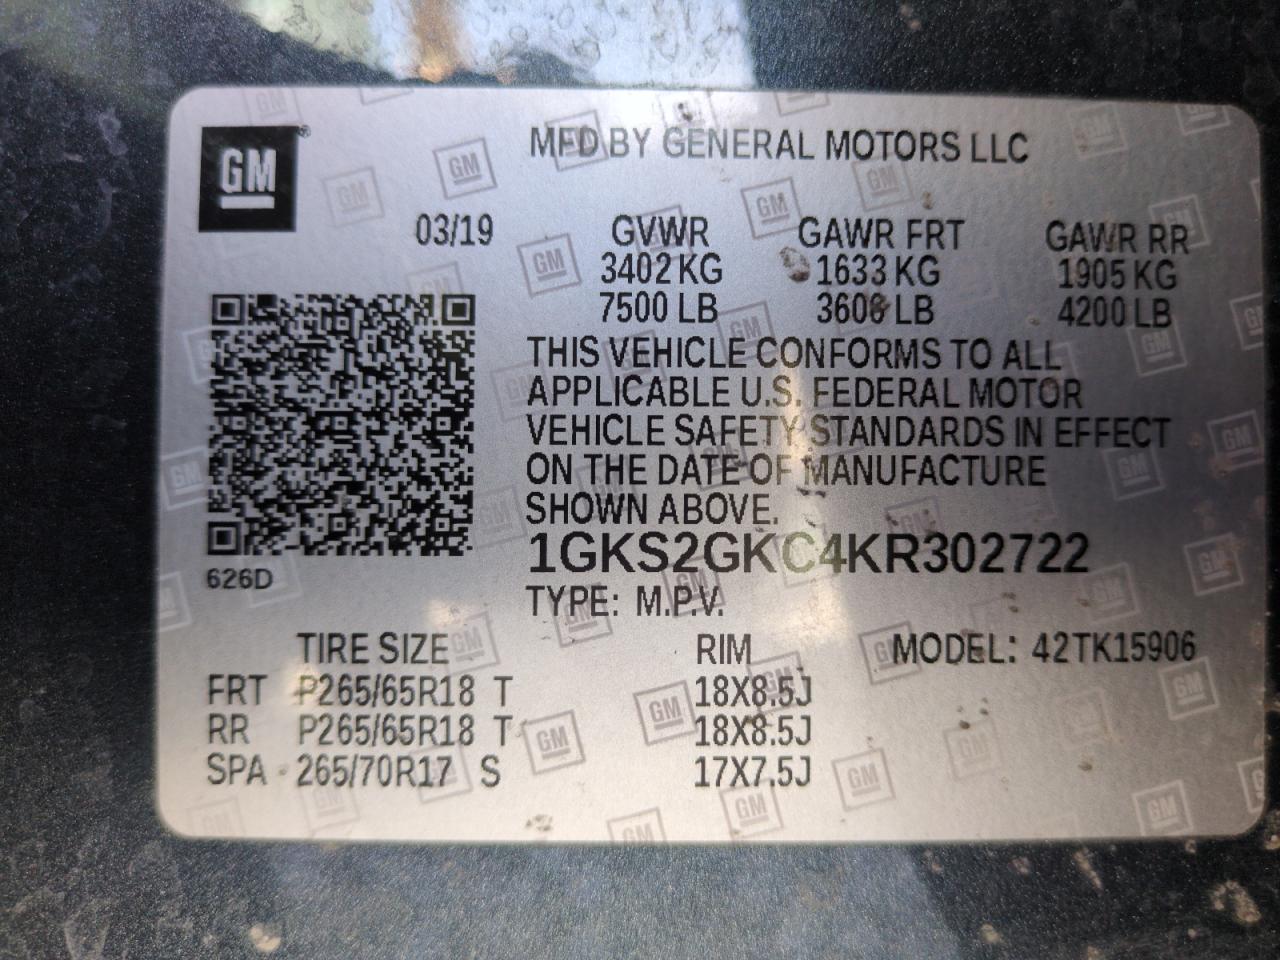 GM
MFD BY GENERAL MOTORS LLC
03/19 GVWR GAWR FRT GAWR RR
3402 KG 1633 KG 1905 KG
7500 LB 3600 LB 4200 LB
THIS VEHICLE CONFORMS TO ALL
APPLICABLE U.S. FEDERAL MOTOR
VEHICLE SAFETY STANDARDS IN EFFECT
ON THE DATE OF MANUFACTURE
SHOWN ABOVE.
1GKS2GKC4KR302722
626D
TYPE: M.P.V.
TIRE SIZE RIM MODEL: 42TK15906
FRT P265/65R18 T 18X8.5J
RR P265/65R18 T 18X8.5J
SPA 265/70R17 S 17X7.5J